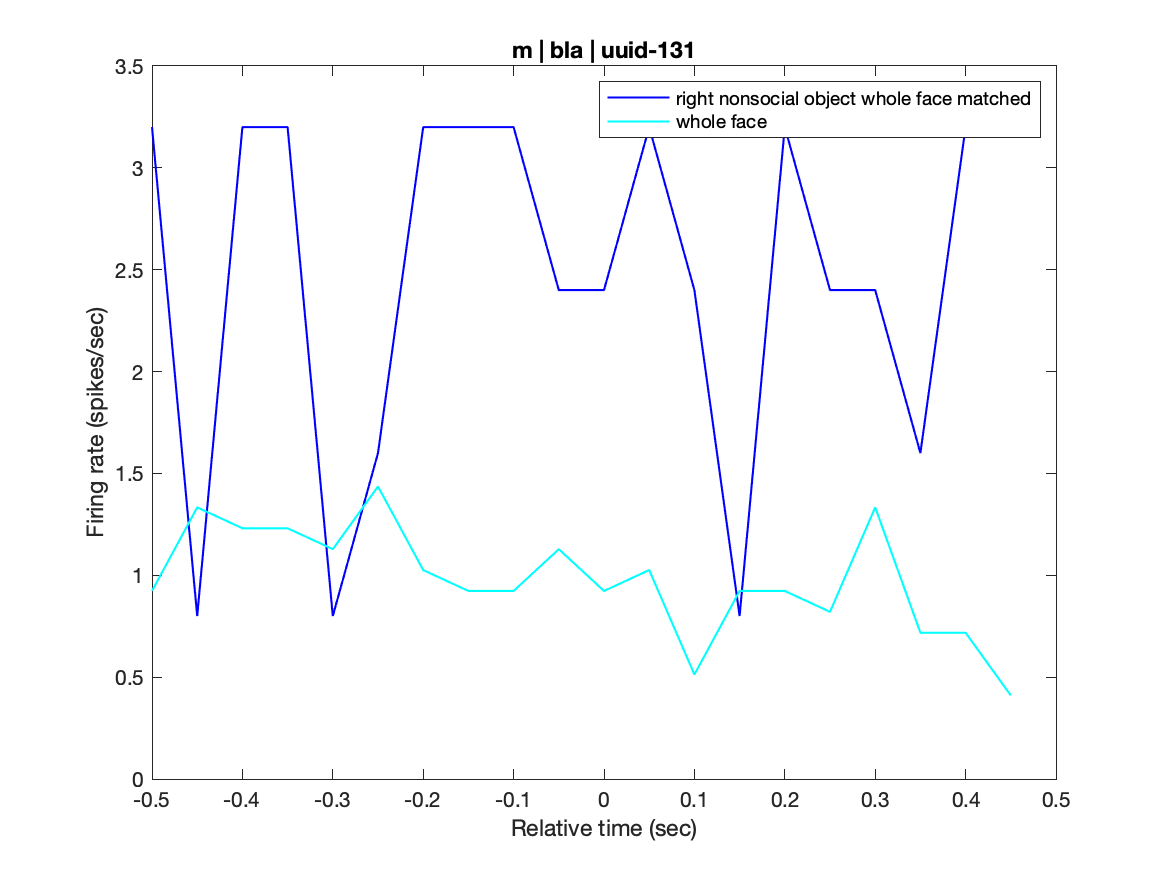 m | bla | uuid-131
3.5
3
2.5
2
1.5
1
0.5
0
Firing rate (spikes/sec)
right nonsocial object whole face matched
whole face
-0.5 -0.4 -0.3 -0.2 -0.1 0 0.1 0.2 0.3 0.4 0.5
Relative time (sec)